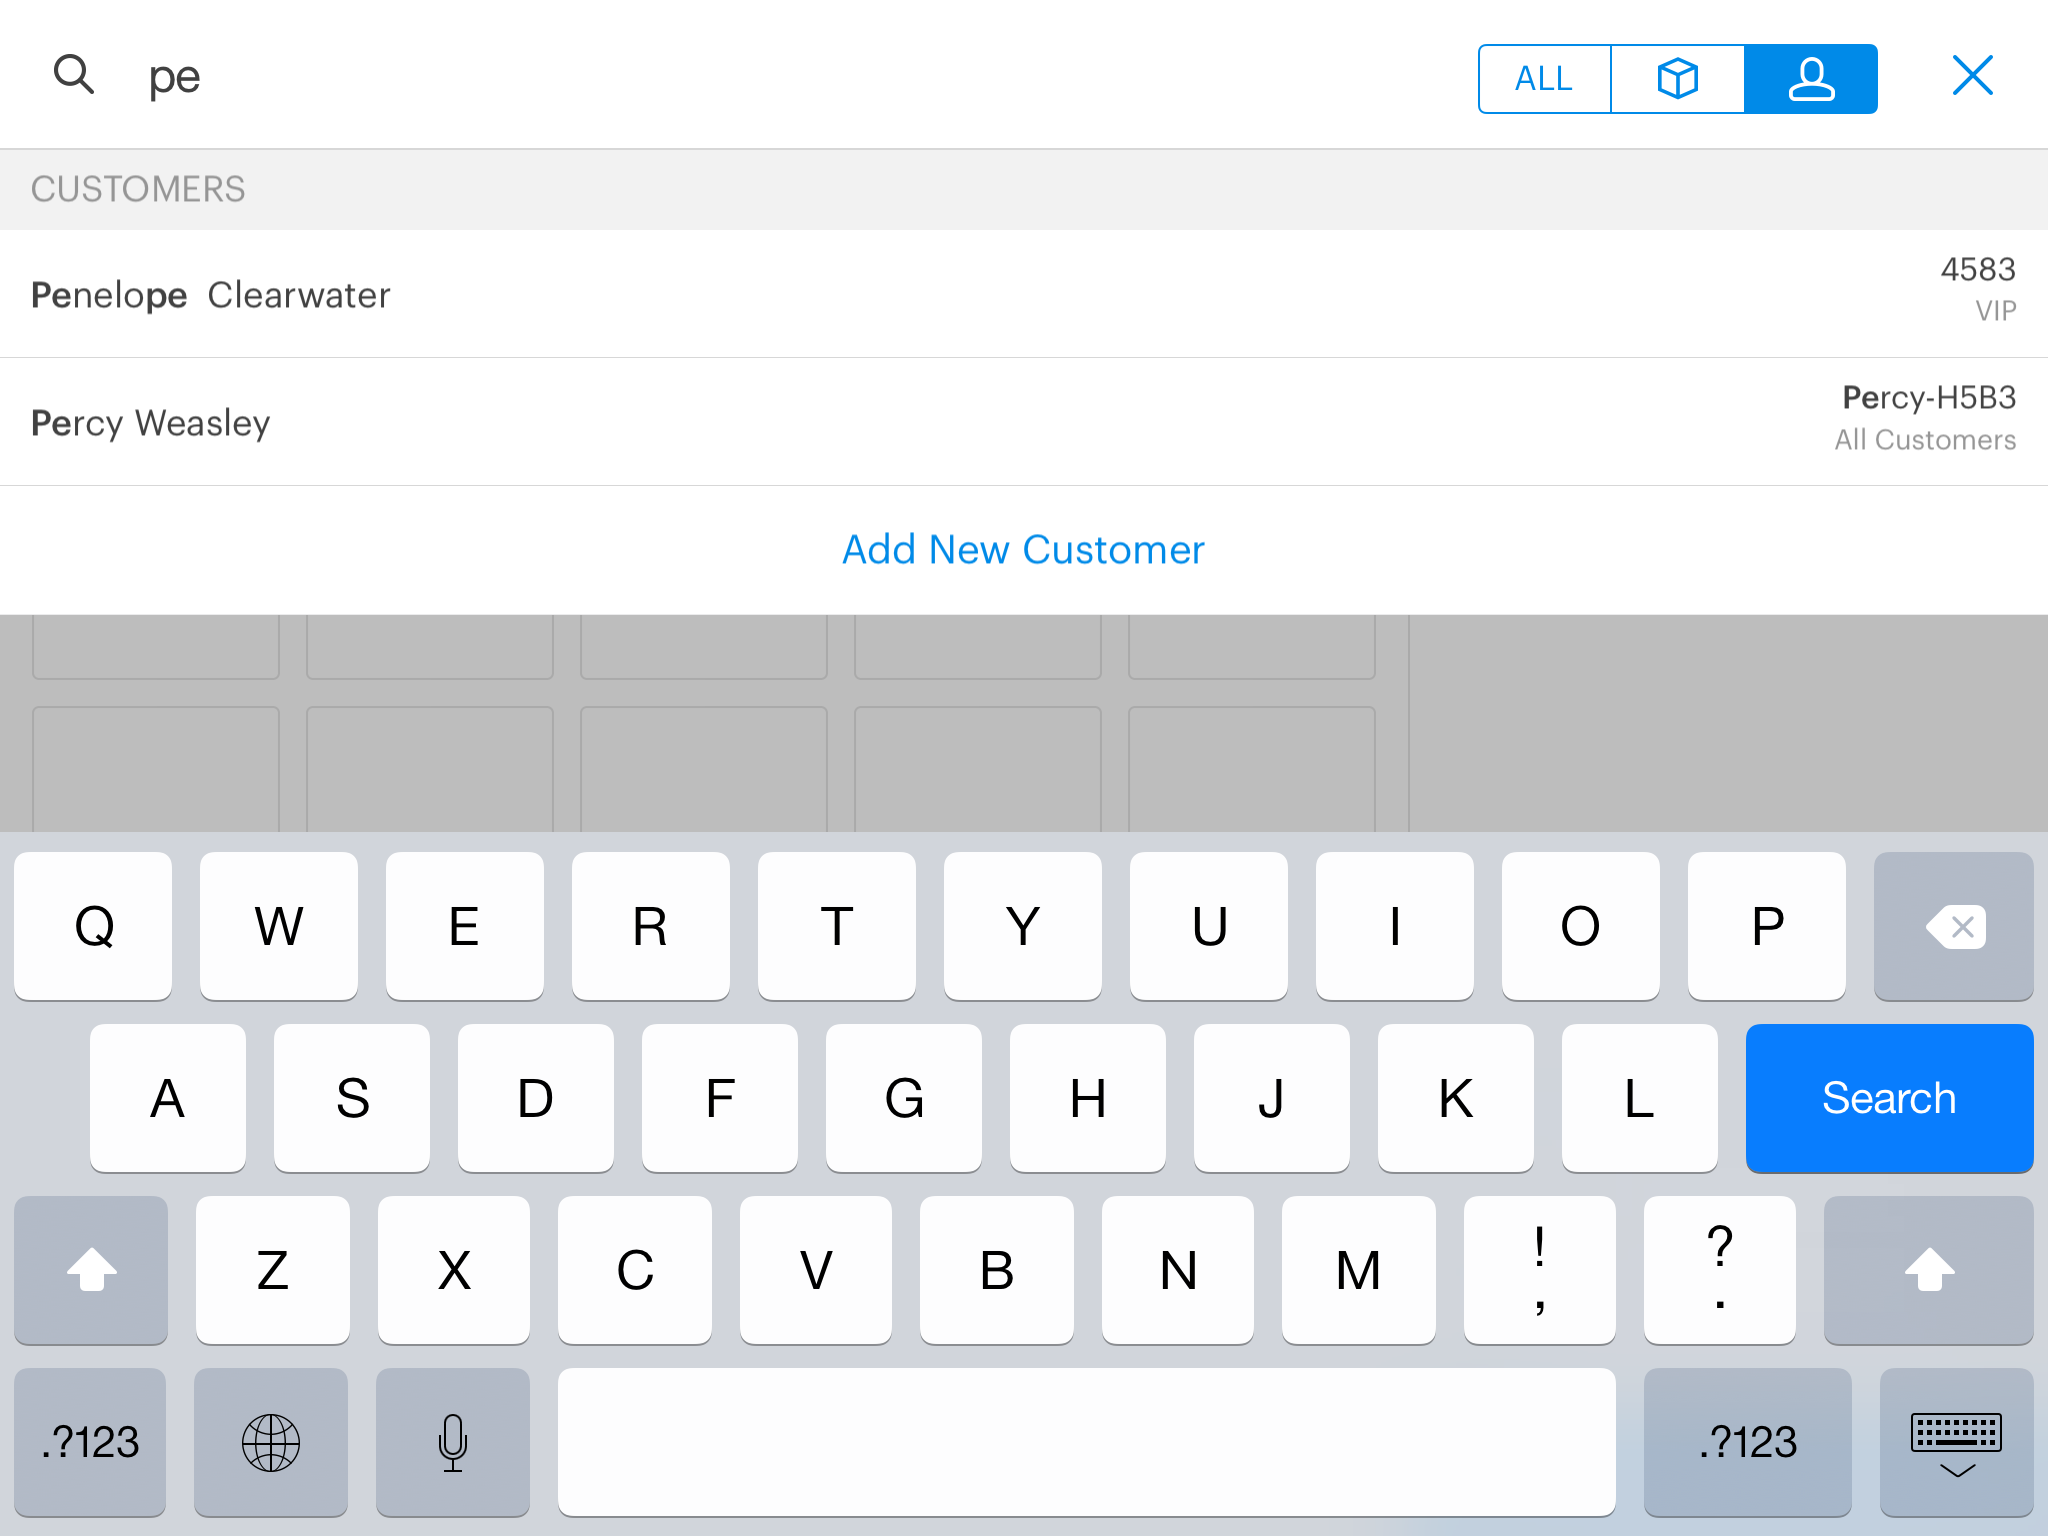 pe
ALL
CUSTOMERS
Penelope Clearwater
4583
VIP
Percy Weasley
Percy-H5B3
All Customers
Add New Customer
Q W E R T Y U I O P
A S D F G H J K L Search
Z X C V B N M ! , ? .
.?123 .?123